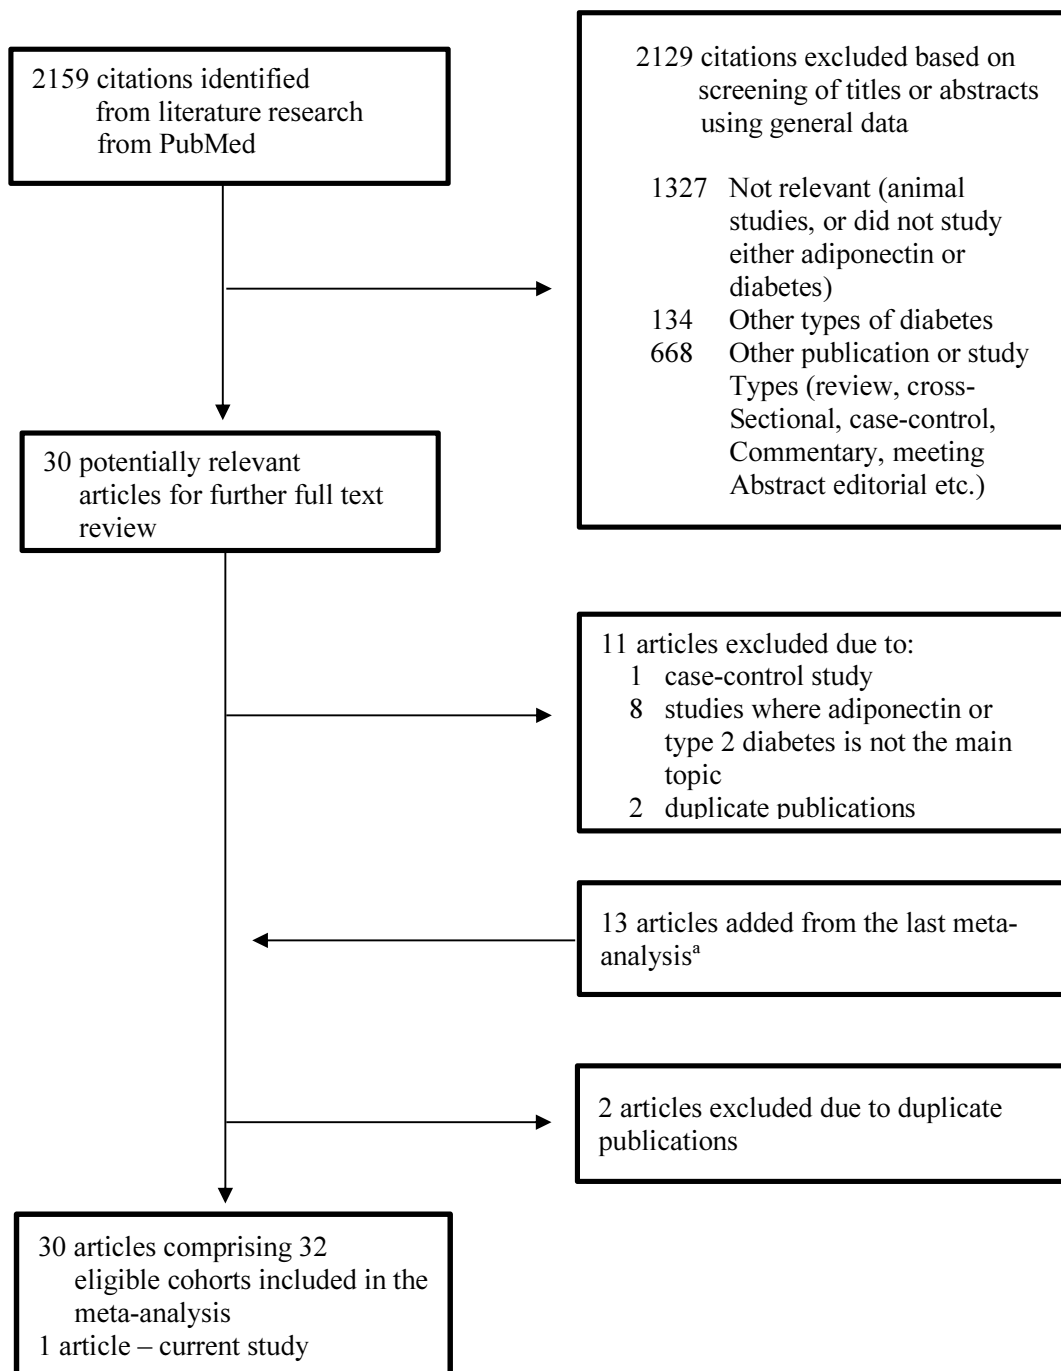 2159 citations identified
from literature research
from PubMed
2129 citations excluded based on
screening of titles or abstracts
using general data
1327 Not relevant (animal
studies, or did not study
either adiponectin or
diabetes)
134 Other types of diabetes
668 Other publication or study
Types (review, cross-
Sectional, case-control,
Commentary, meeting
Abstract editorial etc.)
30 potentially relevant
articles for further full text
review
11 articles excluded due to:
1 case-control study
8 studies where adiponectin or
type 2 diabetes is not the main
topic
2 duplicate publications
13 articles added from the last meta-
analysisᵃ
2 articles excluded due to duplicate
publications
30 articles comprising 32
eligible cohorts included in the
meta-analysis
1 article – current study